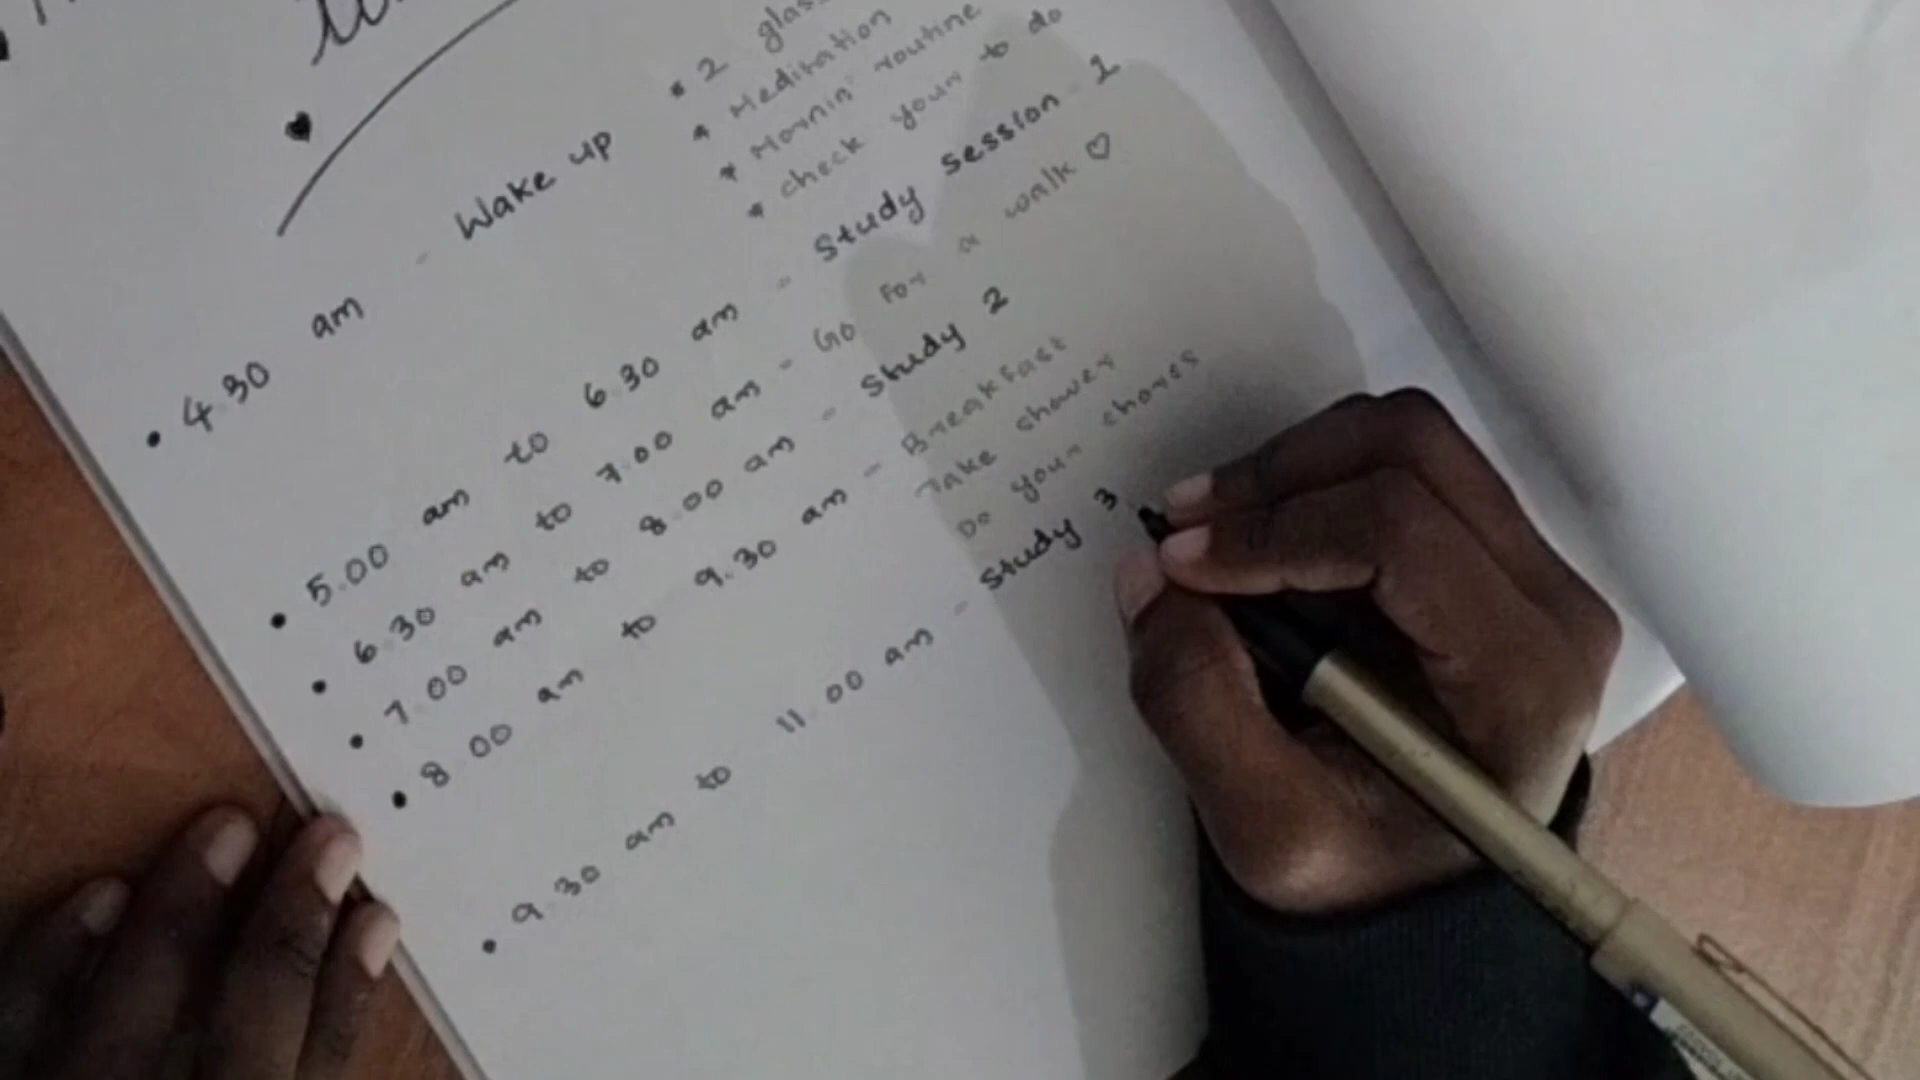 * 2
• 4.30 am - Wake up * Meditation
* Mornin' routine
* check your to do
• 5.00 am to 6.30 am - Study session - 1
• 6.30 am to 7.00 am - Go for a walk ♡
• 7.00 am to 8.00 am - Study 2
• 8.00 am to 9.30 am - Breakfast
Take shower
Do your chores
• 9.30 am to 11.00 am - Study 3